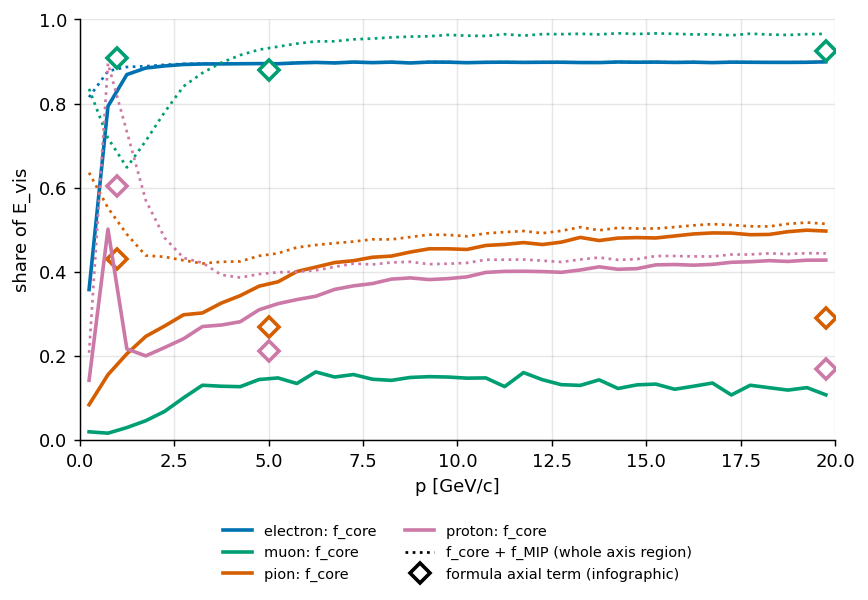 1.0
0.8
0.6
0.4
0.2
0.0
share of E_vis
0.0 2.5 5.0 7.5 10.0 12.5 15.0 17.5 20.0
p [GeV/c]
electron: f_core
muon: f_core
pion: f_core
proton: f_core
f_core + f_MIP (whole axis region)
formula axial term (infographic)